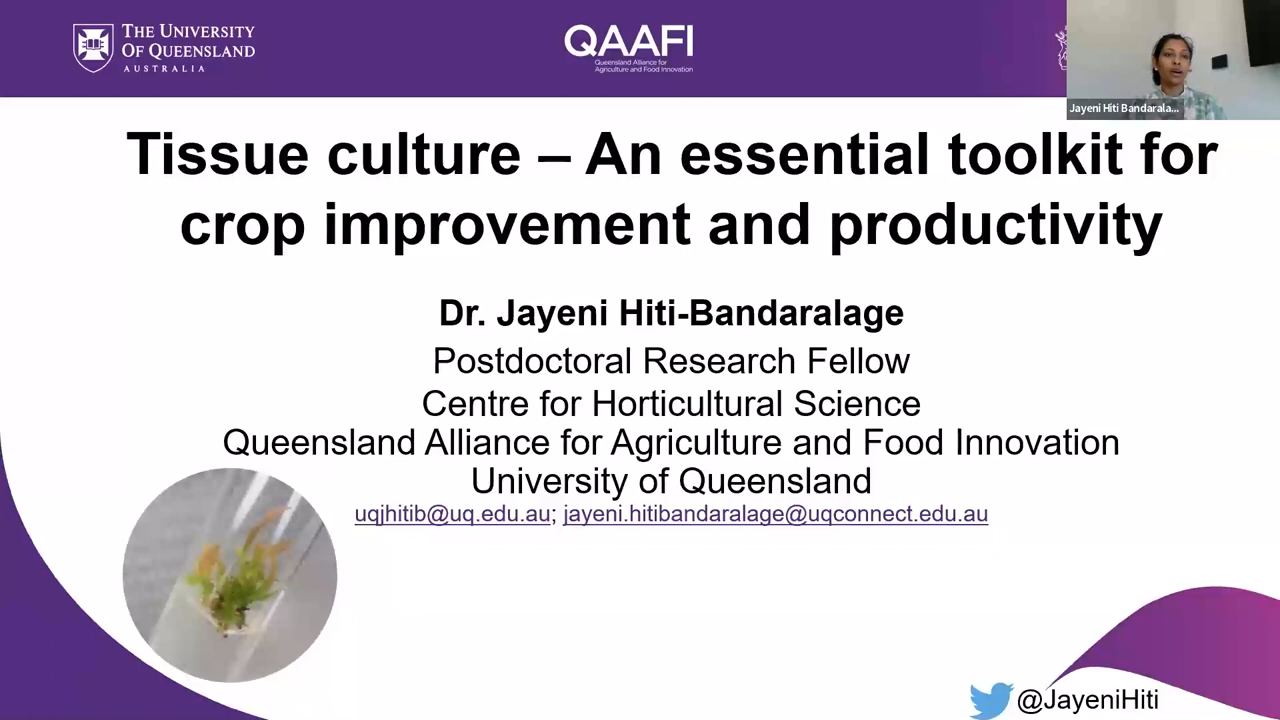 THE UNIVERSITY
OF QUEENSLAND
AUSTRALIA
QAAFI
Queensland Alliance for
Agriculture and Food Innovation
Jayeni Hiti Bandarala...
Tissue culture – An essential toolkit for
crop improvement and productivity
Dr. Jayeni Hiti-Bandaralage
Postdoctoral Research Fellow
Centre for Horticultural Science
Queensland Alliance for Agriculture and Food Innovation
University of Queensland
uqjhitib@uq.edu.au; jayeni.hitibandaralage@uqconnect.edu.au
@JayeniHiti